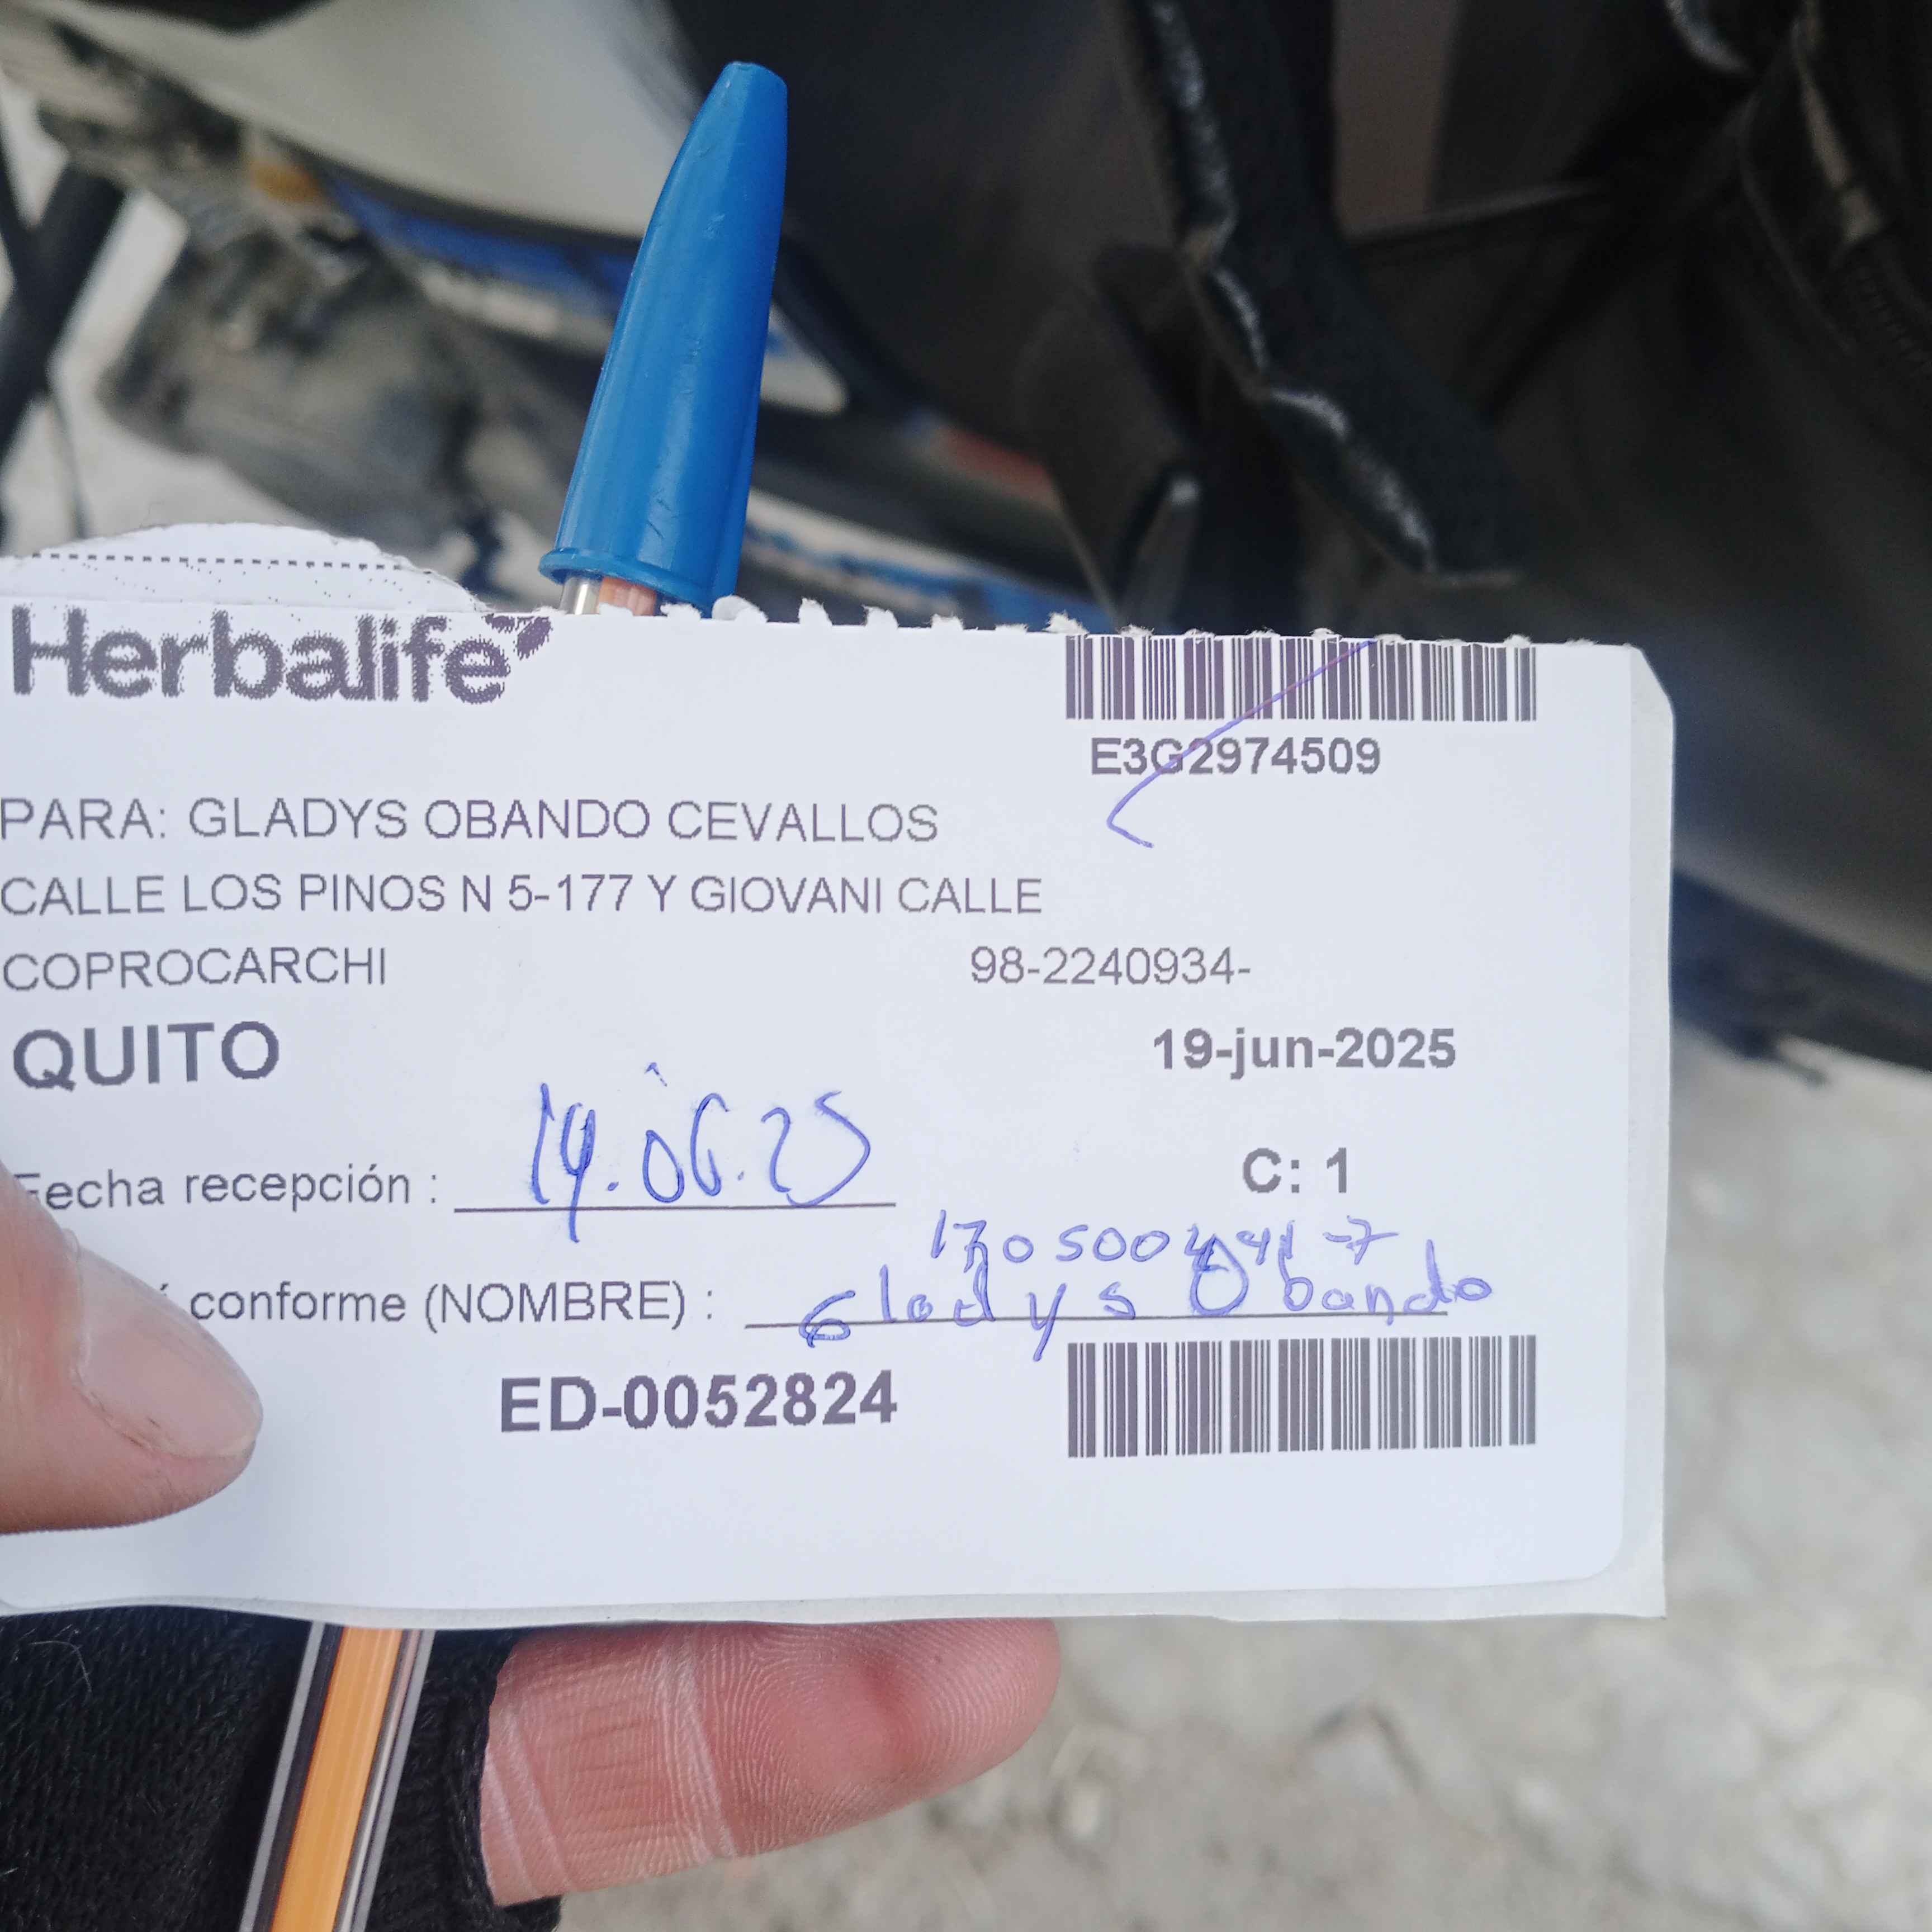 Herbalife
E3G2974509
PARA: GLADYS OBANDO CEVALLOS
CALLE LOS PINOS N 5-177 Y GIOVANI CALLE
COPROCARCHI 98-2240934-
QUITO 19-jun-2025
Fecha recepción : 19.06.25
C: 1
conforme (NOMBRE) : Gladys Obando
ED-0052824